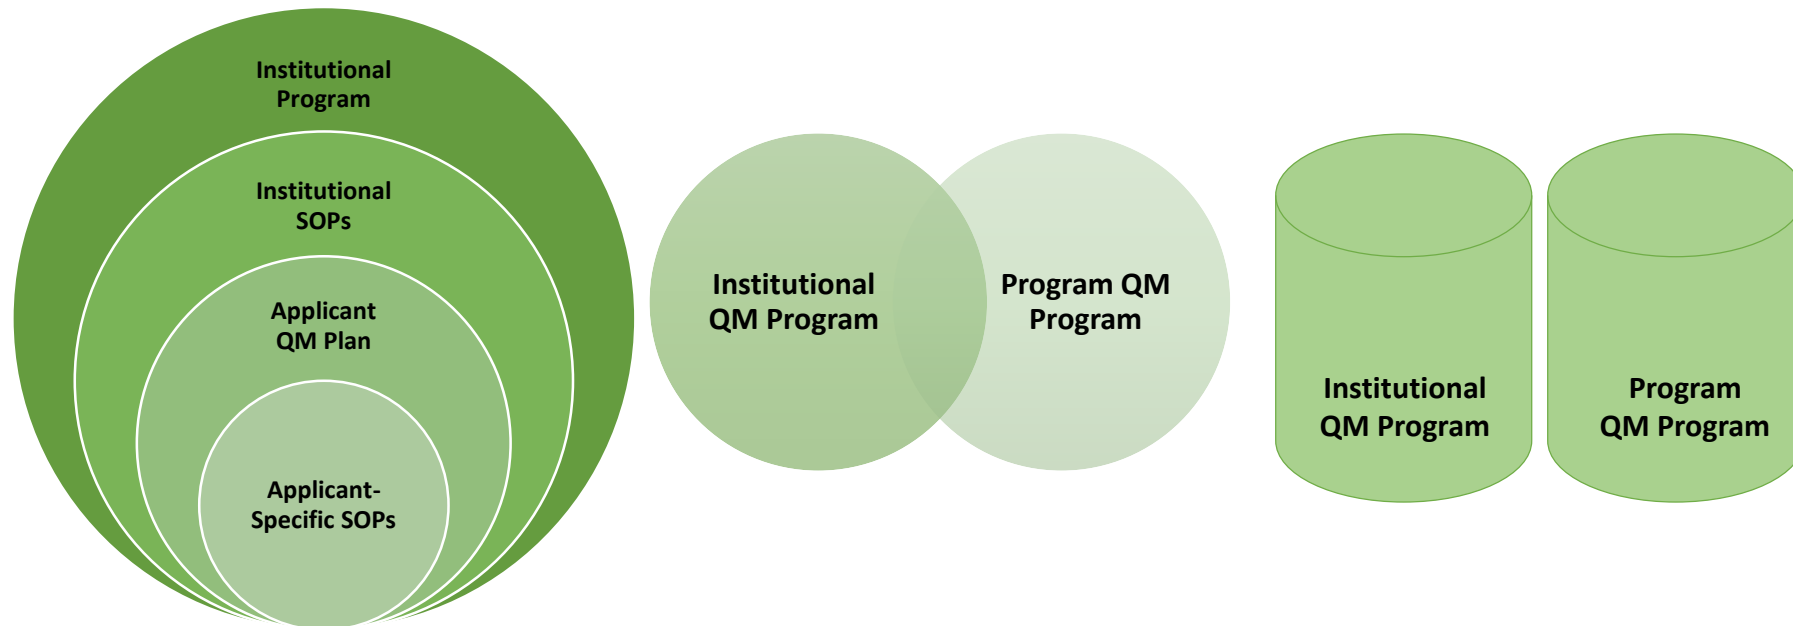 Institutional
Program
Institutional
SOPs
Applicant
QM Plan
Applicant-
Specific SOPs
Institutional
QM Program
Program QM
Program
Institutional
QM Program
Program
QM Program